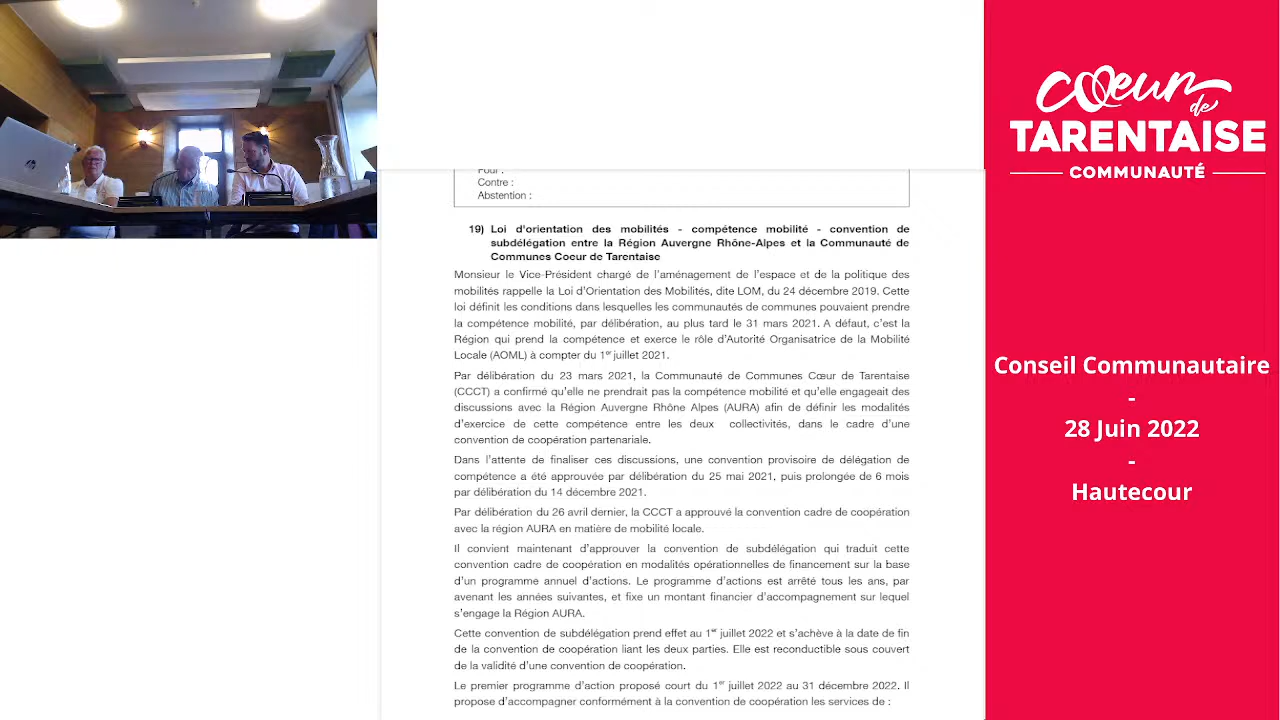 Pour :
Contre :
Abstention :
19) Loi d'orientation des mobilités - compétence mobilité - convention de
subdélégation entre la Région Auvergne Rhône-Alpes et la Communauté de
Communes Coeur de Tarentaise
Monsieur le Vice-Président chargé de l'aménagement de l'espace et de la politique des
mobilités rappelle la Loi d'Orientation des Mobilités, dite LOM, du 24 décembre 2019. Cette
loi définit les conditions dans lesquelles les communautés de communes pouvaient prendre
la compétence mobilité, par délibération, au plus tard le 31 mars 2021. A défaut, c'est la
Région qui prend la compétence et exerce le rôle d'Autorité Organisatrice de la Mobilité
Locale (AOML) à compter du 1er juillet 2021.
Par délibération du 23 mars 2021, la Communauté de Communes Cœur de Tarentaise
(CCCT) a confirmé qu'elle ne prendrait pas la compétence mobilité et qu'elle engageait des
discussions avec la Région Auvergne Rhône Alpes (AURA) afin de définir les modalités
d'exercice de cette compétence entre les deux collectivités, dans le cadre d'une
convention de coopération partenariale.
Dans l'attente de finaliser ces discussions, une convention provisoire de délégation de
compétence a été approuvée par délibération du 25 mai 2021, puis prolongée de 6 mois
par délibération du 14 décembre 2021.
Par délibération du 26 avril dernier, la CCCT a approuvé la convention cadre de coopération
avec la région AURA en matière de mobilité locale.
Il convient maintenant d'approuver la convention de subdélégation qui traduit cette
convention cadre de coopération en modalités opérationnelles de financement sur la base
d'un programme annuel d'actions. Le programme d'actions est arrêté tous les ans, par
avenant les années suivantes, et fixe un montant financier d'accompagnement sur lequel
s'engage la Région AURA.
Cette convention de subdélégation prend effet au 1er juillet 2022 et s'achève à la date de fin
de la convention de coopération liant les deux parties. Elle est reconductible sous couvert
de la validité d'une convention de coopération.
Le premier programme d'action proposé court du 1er juillet 2022 au 31 décembre 2022. Il
propose d'accompagner conformément à la convention de coopération les services de :
Cœur
de
TARENTAISE
COMMUNAUTÉ
Conseil Communautaire
-
28 Juin 2022
-
Hautecour
hp